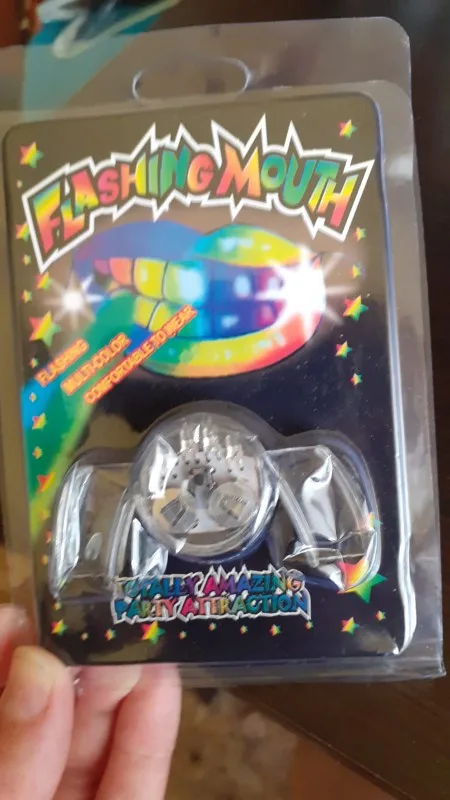 FLASHING MOUTH
FLASHING
MULTI-COLOR
COMFORTABLE TO WEAR
TOTALLY AMAZING
PARTY ATTRACTION